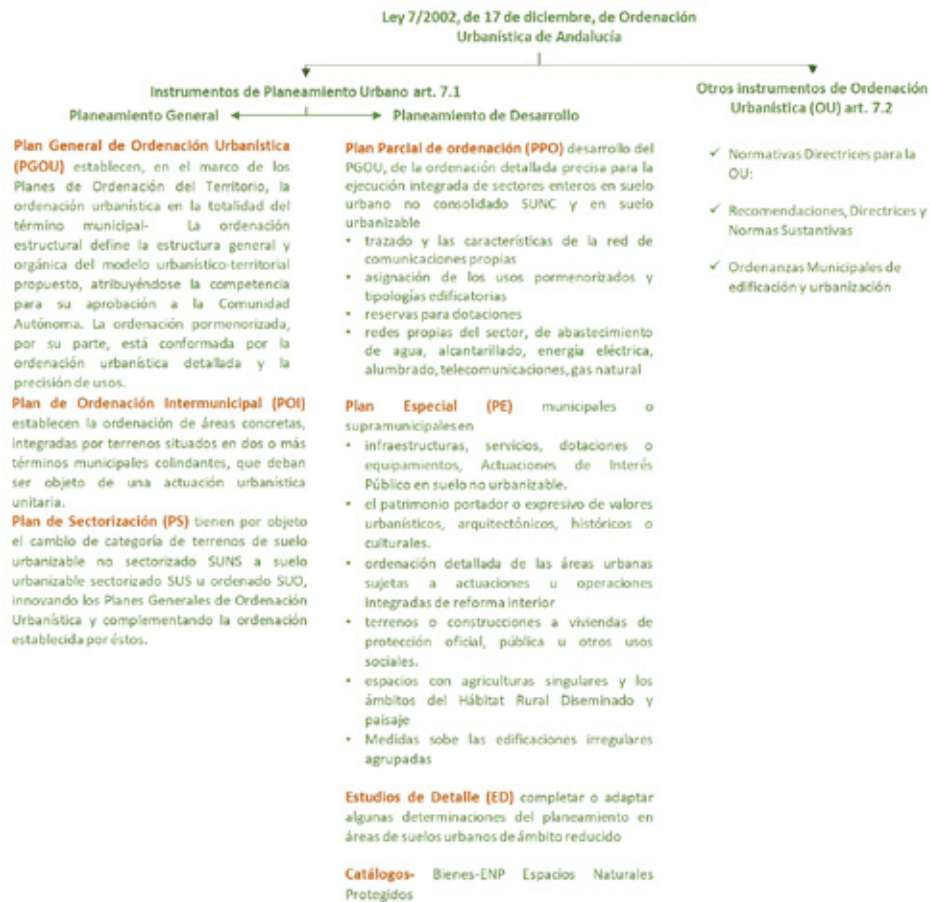 Ley 7/2002, de 17 de diciembre, de Ordenación
Urbanística de Andalucía
Instrumentos de Planeamiento Urbano art. 7.1
Planeamiento General
Planeamiento de Desarrollo
Otros instrumentos de Ordenación
Urbanística (OU) art. 7.2
Plan General de Ordenación Urbanística
(PGOU) establecen, en el marco de los
Planes de Ordenación del Territorio, la
ordenación urbanística en la totalidad del
término municipal- La ordenación
estructural define la estructura general y
orgánica del modelo urbanístico-territorial
propuesto, atribuyéndose la competencia
para su aprobación a la Comunidad
Autónoma. La ordenación pormenorizada,
por su parte, está conformada por la
ordenación urbanística detallada y la
precisión de usos.
Plan de Ordenación Intermunicipal (POI)
establecen la ordenación de áreas concretas,
integradas por terrenos situados en dos o más
términos municipales colindantes, que deban
ser objeto de una actuación urbanística
unitaria.
Plan de Sectorización (PS) tienen por objeto
el cambio de categoría de terrenos de suelo
urbanizable no sectorizado SUNS a suelo
urbanizable sectorizado SUS u ordenado SUO,
innovando los Planes Generales de Ordenación
Urbanística y complementando la ordenación
establecida por éstos.
Plan Parcial de ordenación (PPO) desarrollo del
PGOU, de la ordenación detallada precisa para la
ejecución integrada de sectores enteros en suelo
urbano no consolidado SUNC y en suelo
urbanizable
• trazado y las características de la red de
comunicaciones propias
• asignación de los usos pormenorizados y
tipologías edificatorias
• reservas para dotaciones
• redes propias del sector, de abastecimiento
de agua, alcantarillado, energía eléctrica,
alumbrado, telecomunicaciones, gas natural
Plan Especial (PE) municipales o
supramunicipales en
• infraestructuras, servicios, dotaciones o
equipamientos, Actuaciones de Interés
Público en suelo no urbanizable.
• el patrimonio portador o expresivo de valores
urbanísticos, arquitectónicos, históricos o
culturales.
• ordenación detallada de las áreas urbanas
sujetas a actuaciones u operaciones
integradas de reforma interior
• terrenos o construcciones a viviendas de
protección oficial, pública u otros usos
sociales.
• espacios con agriculturas singulares y los
ámbitos del Hábitat Rural Diseminado y
paisaje
• Medidas sobe las edificaciones irregulares
agrupadas
Estudios de Detalle (ED) completar o adaptar
algunas determinaciones del planeamiento en
áreas de suelos urbanos de ámbito reducido
Catálogos- Bienes-ENP Espacios Naturales
Protegidos
✓ Normativas Directrices para la
OU:
✓ Recomendaciones, Directrices y
Normas Sustantivas
✓ Ordenanzas Municipales de
edificación y urbanización